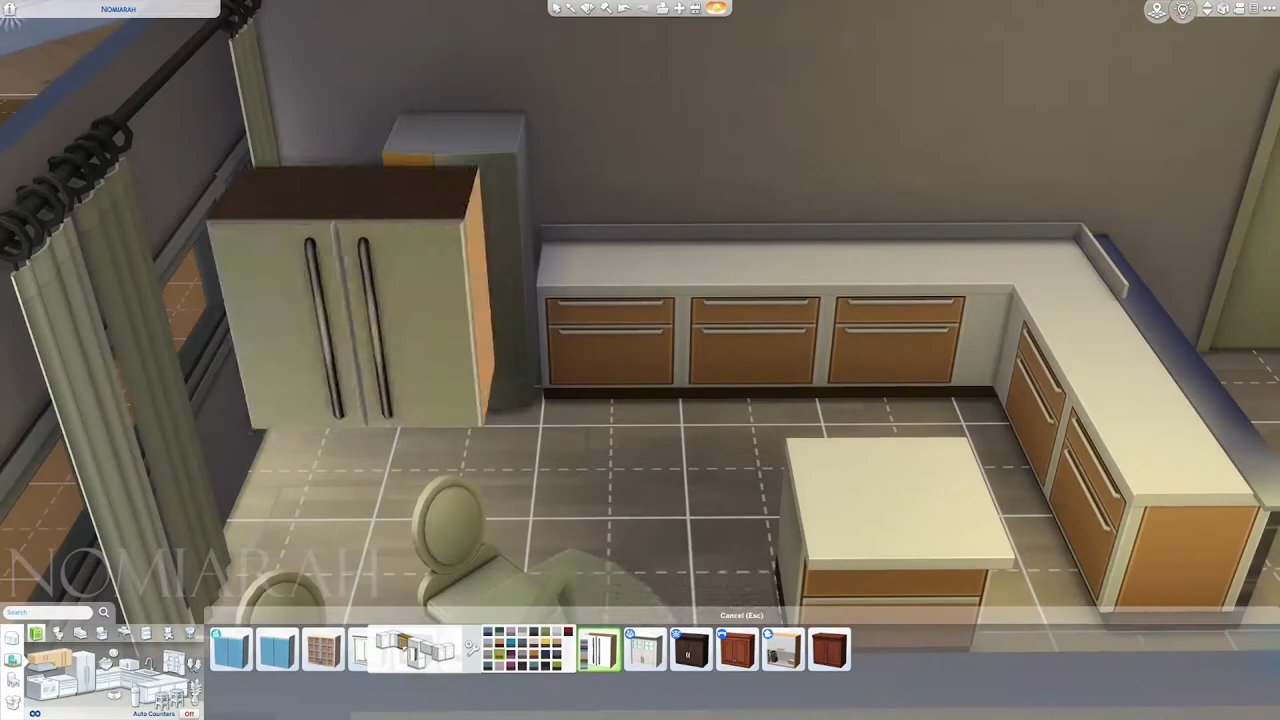 NOMIARAH
NOMIARAH
Cancel (Esc)
Search
Auto Counters Off